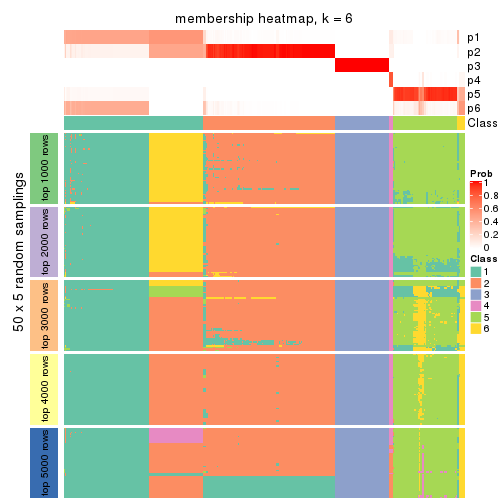 membership heatmap, k = 6
p1
p2
p3
p4
p5
p6
Class
50 x 5 random samplings
top 1000 rows
top 2000 rows
top 3000 rows
top 4000 rows
top 5000 rows
Prob
1
0.8
0.6
0.4
0.2
0
Class
1
2
3
4
5
6